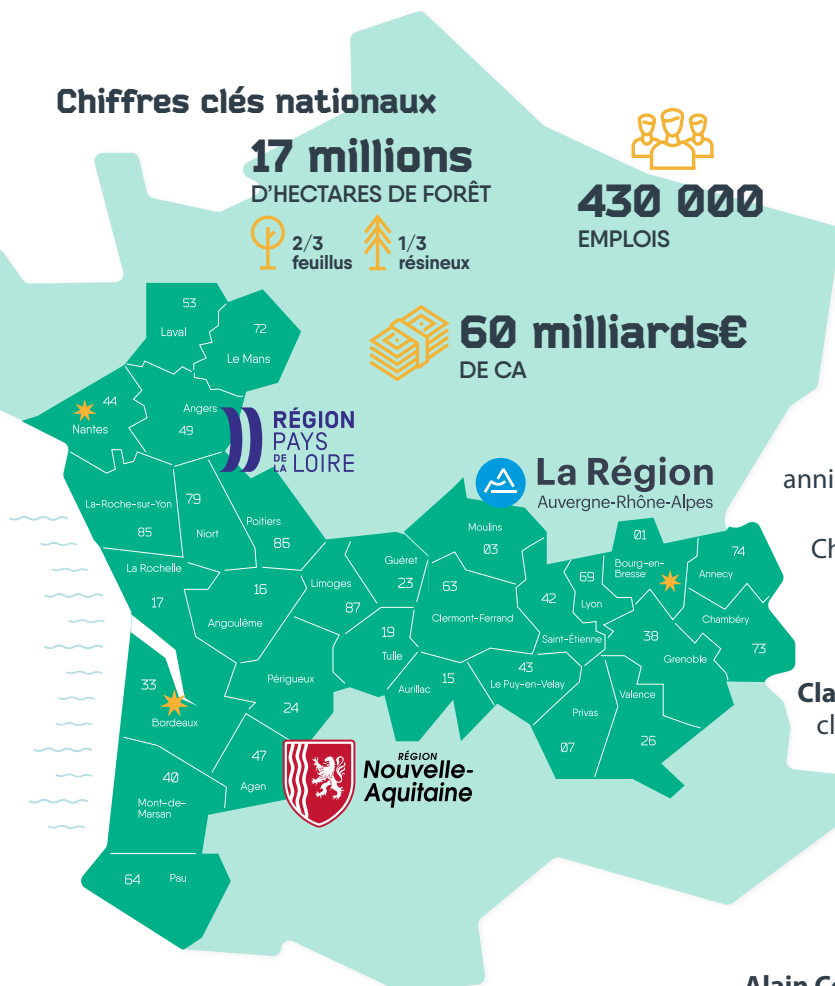 Chiffres clés nationaux
17 millions
D'HECTARES DE FORÊT
2/3
feuillus
1/3
résineux
430 000
EMPLOIS
60 milliards€
DE CA
53
Laval
72
Le Mans
44
Nantes
Angers
49
RÉGION
PAYS
DE LA LOIRE
La Région
Auvergne-Rhône-Alpes
anni
Ch
La-Roche-sur-Yon
85
79
Niort
Poitiers
86
La Rochelle
17
16
Angoulême
Limoges
87
Guéret
23
Moulins
03
63
Clermont-Ferrand
42
Saint-Étienne
69
Lyon
01
Bourg-en-
Bresse
74
Annecy
Chambéry
73
38
Grenoble
19
Tulle
Aurillac
15
43
Le Puy-en-Velay
Privas
07
Valence
26
33
Bordeaux
Périgueux
24
47
Agen
40
Mont-de-
Marsan
64
Pau
RÉGION
Nouvelle-
Aquitaine
Cla
cl